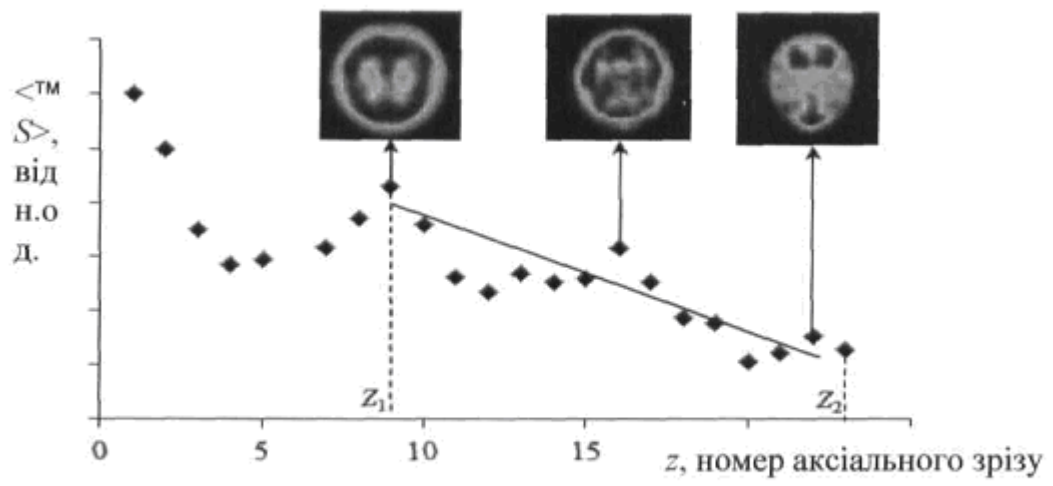 <™
S>,
від
н.о
д.
z₁
z₂
0 5 10 15
z, номер аксіального зрізу